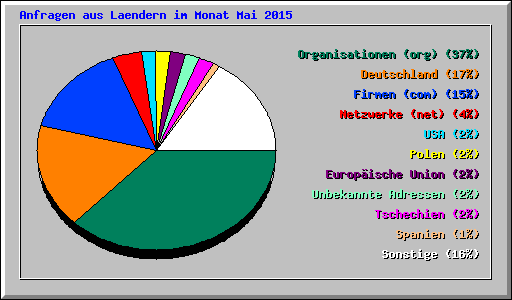 Anfragen aus Laendern im Monat Mai 2015
Organisationen (org) (37%)
Deutschland (17%)
Firmen (com) (15%)
Netzwerke (net) (4%)
USA (2%)
Polen (2%)
Europäische Union (2%)
Unbekannte Adressen (2%)
Tschechien (2%)
Spanien (1%)
Sonstige (16%)